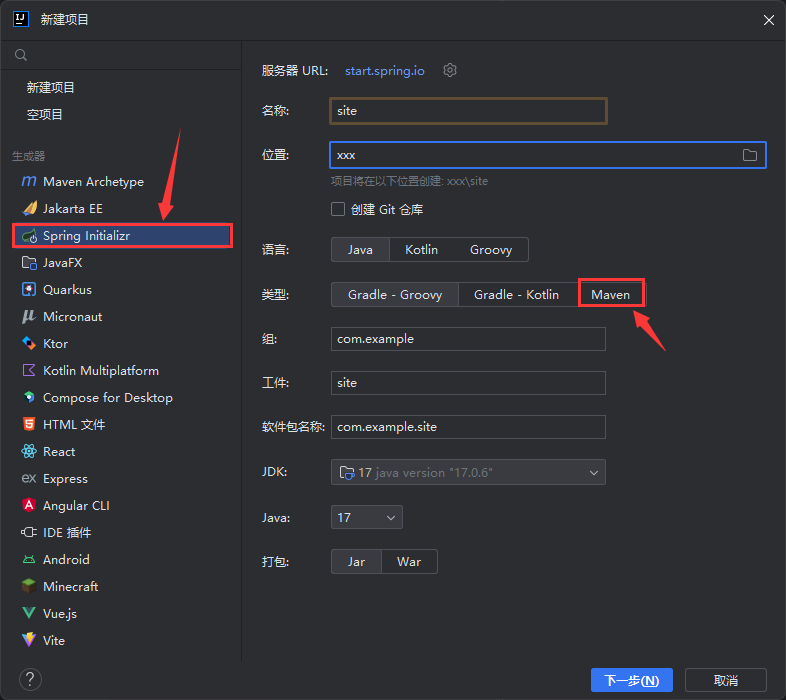 新建项目
新建项目
空项目
生成器
Maven Archetype
Jakarta EE
Spring Initializr
JavaFX
Quarkus
Micronaut
Ktor
Kotlin Multiplatform
Compose for Desktop
HTML 文件
React
Express
Angular CLI
IDE 插件
Android
Minecraft
Vue.js
Vite
服务器 URL: start.spring.io
名称: site
位置: xxx
项目将在以下位置创建: xxx\site
创建 Git 仓库
语言: Java Kotlin Groovy
类型: Gradle - Groovy Gradle - Kotlin Maven
组: com.example
工件: site
软件包名称: com.example.site
JDK: 17 java version "17.0.6"
Java: 17
打包: Jar War
? 下一步(N) 取消